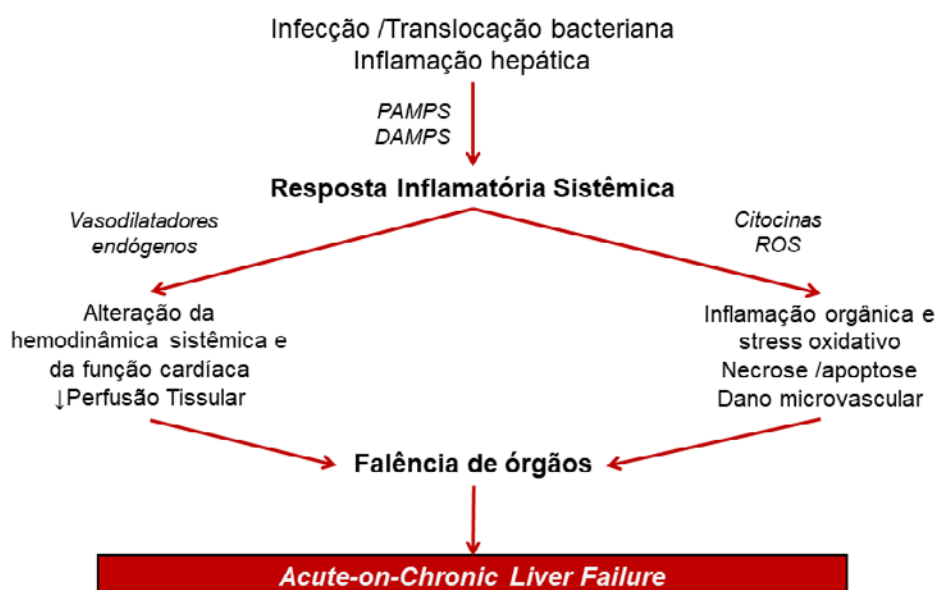 Infecção /Translocação bacteriana
Inflamação hepática
PAMPS
DAMPS
Resposta Inflamatória Sistêmica
Vasodilatadores
endógenos
Citocinas
ROS
Alteração da
hemodinâmica sistêmica e
da função cardíaca
↓Perfusão Tissular
Inflamação orgânica e
stress oxidativo
Necrose /apoptose
Dano microvascular
Falência de órgãos
Acute-on-Chronic Liver Failure